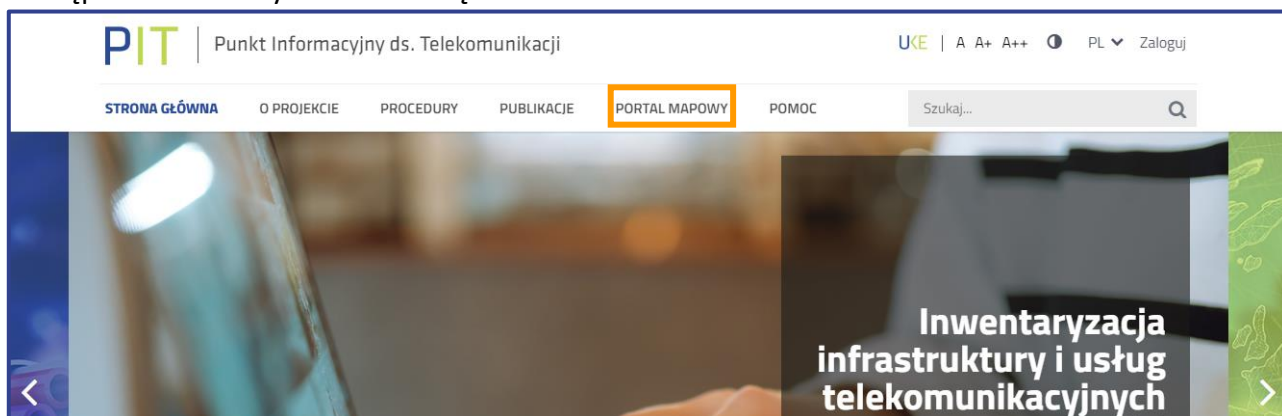 PIT | Punkt Informacyjny ds. Telekomunikacji
UKE | A A+ A++ PL Zaloguj
STRONA GŁÓWNA O PROJEKCIE PROCEDURY PUBLIKACJE PORTAL MAPOWY POMOC Szukaj...
Inwentaryzacja
infrastruktury i usług
telekomunikacyjnych